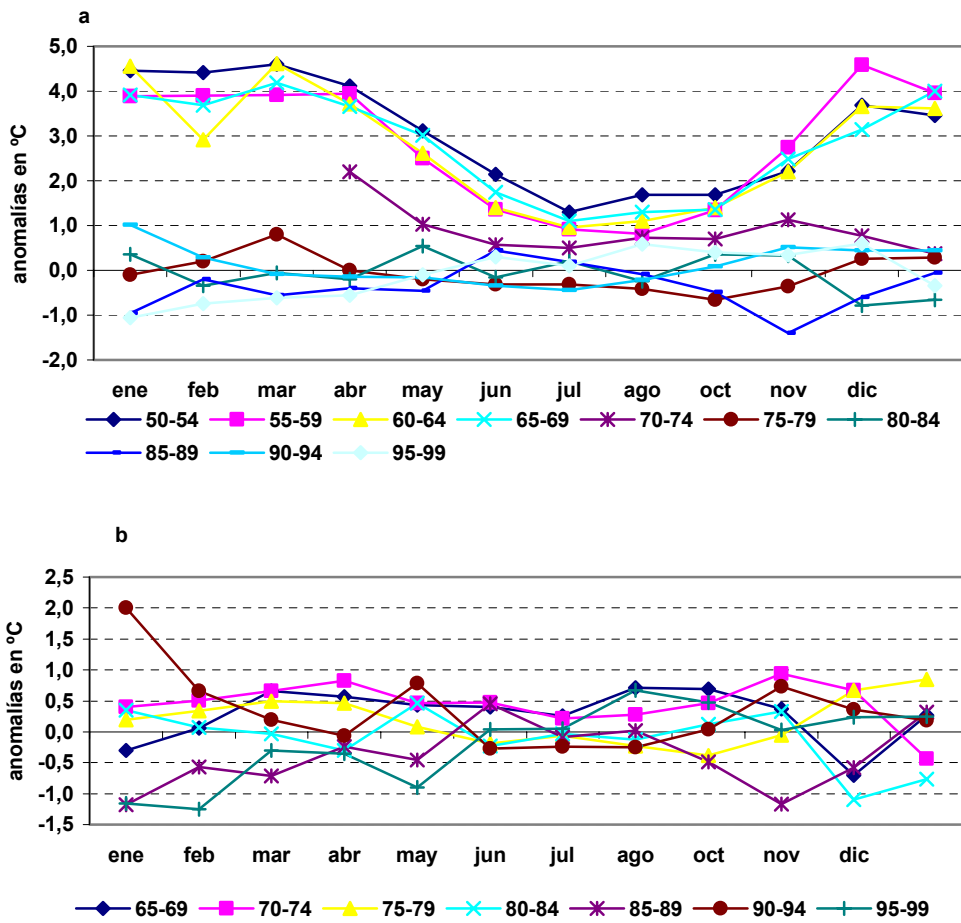 a
anomalías en ºC
5,0
4,0
3,0
2,0
1,0
0,0
-1,0
-2,0
ene feb mar abr may jun jul ago oct nov dic
50-54 55-59 60-64 65-69 70-74 75-79 80-84
85-89 90-94 95-99
b
anomalías en ºC
2,5
2,0
1,5
1,0
0,5
0,0
-0,5
-1,0
-1,5
ene feb mar abr may jun jul ago oct nov dic
65-69 70-74 75-79 80-84 85-89 90-94 95-99